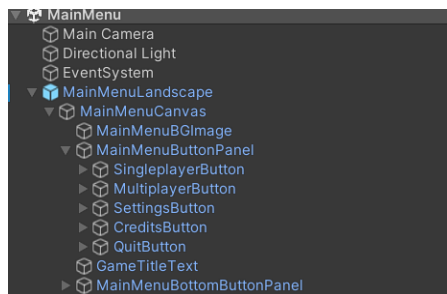 MainMenu
Main Camera
Directional Light
EventSystem
MainMenuLandscape
MainMenuCanvas
MainMenuBGImage
MainMenuButtonPanel
SingleplayerButton
MultiplayerButton
SettingsButton
CreditsButton
QuitButton
GameTitleText
MainMenuBottomButtonPanel